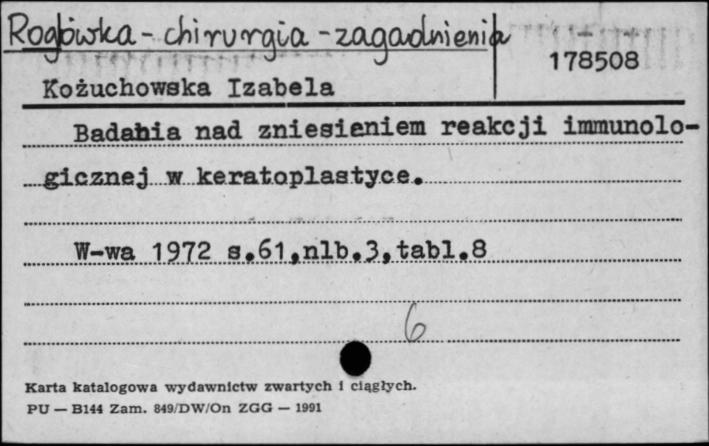 Rogówka - chirurgia - zagadnienia
178508
Kożuchowska Izabela
Badania nad zniesieniem reakcji immunolo-
gicznej w keratoplastyce.
W-wa 1972 s.61,nlb.3,tabl.8
6
Karta katalogowa wydawnictw zwartych i ciągłych.
PU — B144 Zam. 849/DW/On ZGG — 1991